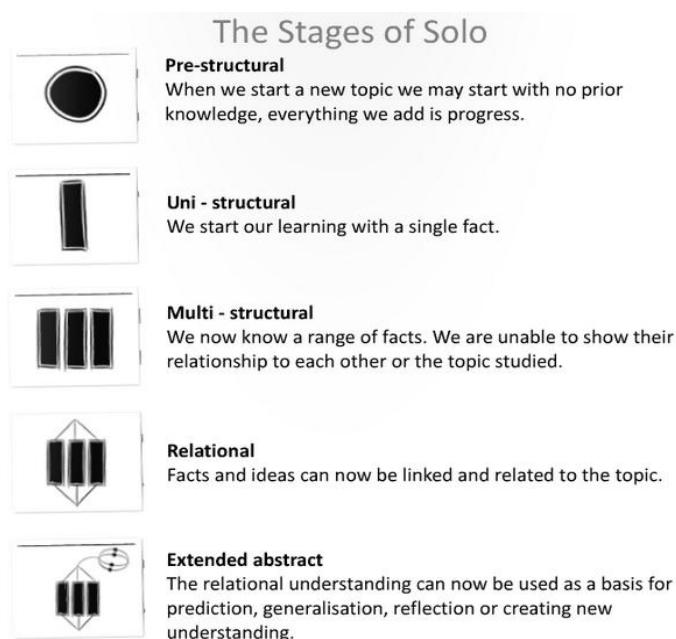 The Stages of Solo
Pre-structural
When we start a new topic we may start with no prior
knowledge, everything we add is progress.
Uni - structural
We start our learning with a single fact.
Multi - structural
We now know a range of facts. We are unable to show their
relationship to each other or the topic studied.
Relational
Facts and ideas can now be linked and related to the topic.
Extended abstract
The relational understanding can now be used as a basis for
prediction, generalisation, reflection or creating new
understanding.